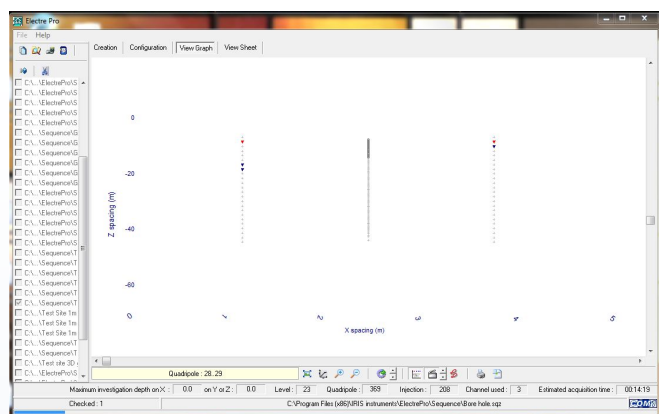 Electre Pro
File Help
Creation Configuration View Graph View Sheet
C:\...\ElectrePro\S
C:\...\ElectrePro\S
C:\...\ElectrePro\S
C:\...\ElectrePro\S
C:\...\ElectrePro\S
C:\...\Sequence\G
C:\...\Sequence\G
C:\...\Sequence\G
C:\...\Sequence\G
C:\...\Sequence\G
C:\...\Sequence\G
C:\...\ElectrePro\S
C:\...\ElectrePro\S
C:\...\ElectrePro\S
C:\...\ElectrePro\S
C:\...\ElectrePro\S
C:\...\ElectrePro\S
C:\...\Sequence\T
C:\...\Sequence\T
C:\...\Sequence\T
C:\...\Sequence\T
C:\...\Sequence\T
C:\...\Sequence\T
C:\...\Test Site 1m
C:\...\Test Site 1m
C:\...\Test Site 1m
C:\...\Sequence\T
C:\...\Sequence\T
C:\...\Test site 3D
C:\...\ElectrePro\S
0
-20
-40
-60
Z spacing (m)
0 1 2 3 4 5
X spacing (m)
Quadripole : 28..29
Maximum investigation depth on X : 0.0 on Y or Z : 0.0 Level : 23 Quadripole : 369 Injection : 208 Channel used : 3 Estimated acquisition time : 00:14:19
Checked : 1 C:\Program Files (x86)\IRIS instruments\ElectrePro\Sequence\Bore hole.sqz